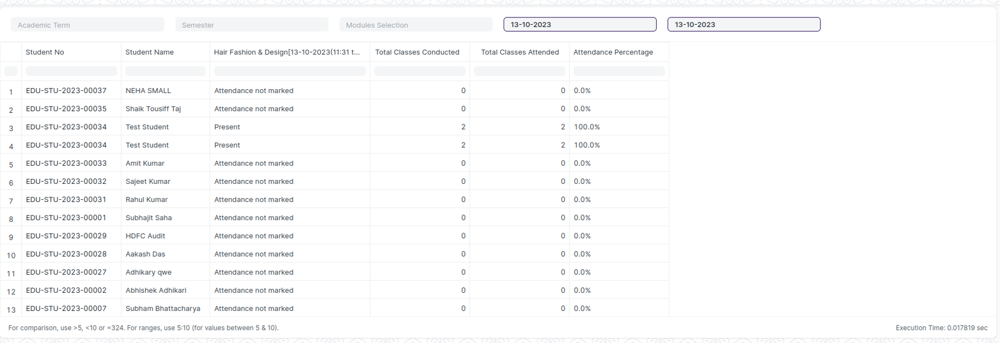 Academic Term Semester Modules Selection 13-10-2023 13-10-2023
Student No Student Name Hair Fashion & Design[13-10-2023(11:31 t... Total Classes Conducted Total Classes Attended Attendance Percentage
1 EDU-STU-2023-00037 NEHA SMALL Attendance not marked 0 0 0.0%
2 EDU-STU-2023-00035 Shaik Tousiff Taj Attendance not marked 0 0 0.0%
3 EDU-STU-2023-00034 Test Student Present 2 2 100.0%
4 EDU-STU-2023-00034 Test Student Present 2 2 100.0%
5 EDU-STU-2023-00033 Amit Kumar Attendance not marked 0 0 0.0%
6 EDU-STU-2023-00032 Sajeet Kumar Attendance not marked 0 0 0.0%
7 EDU-STU-2023-00031 Rahul Kumar Attendance not marked 0 0 0.0%
8 EDU-STU-2023-00001 Subhajit Saha Attendance not marked 0 0 0.0%
9 EDU-STU-2023-00029 HDFC Audit Attendance not marked 0 0 0.0%
10 EDU-STU-2023-00028 Aakash Das Attendance not marked 0 0 0.0%
11 EDU-STU-2023-00027 Adhikary qwe Attendance not marked 0 0 0.0%
12 EDU-STU-2023-00002 Abhishek Adhikari Attendance not marked 0 0 0.0%
13 EDU-STU-2023-00007 Subham Bhattacharya Attendance not marked 0 0 0.0%
For comparison, use >5, <10 or =324. For ranges, use 5:10 (for values between 5 & 10). Execution Time: 0.017819 sec